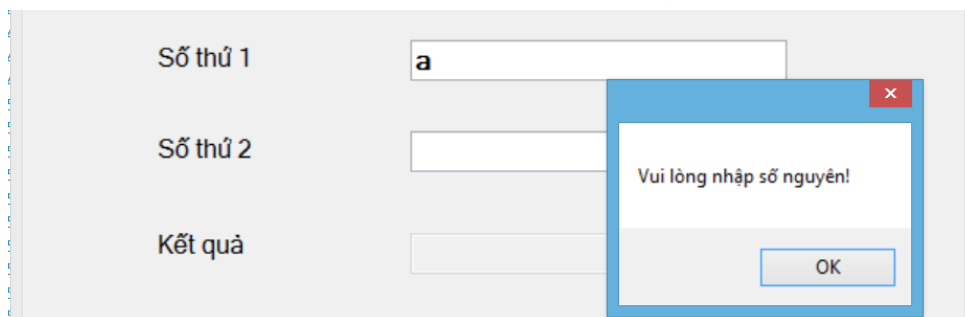 Số thứ 1
a
Số thứ 2
Vui lòng nhập số nguyên!
Kết quả
OK